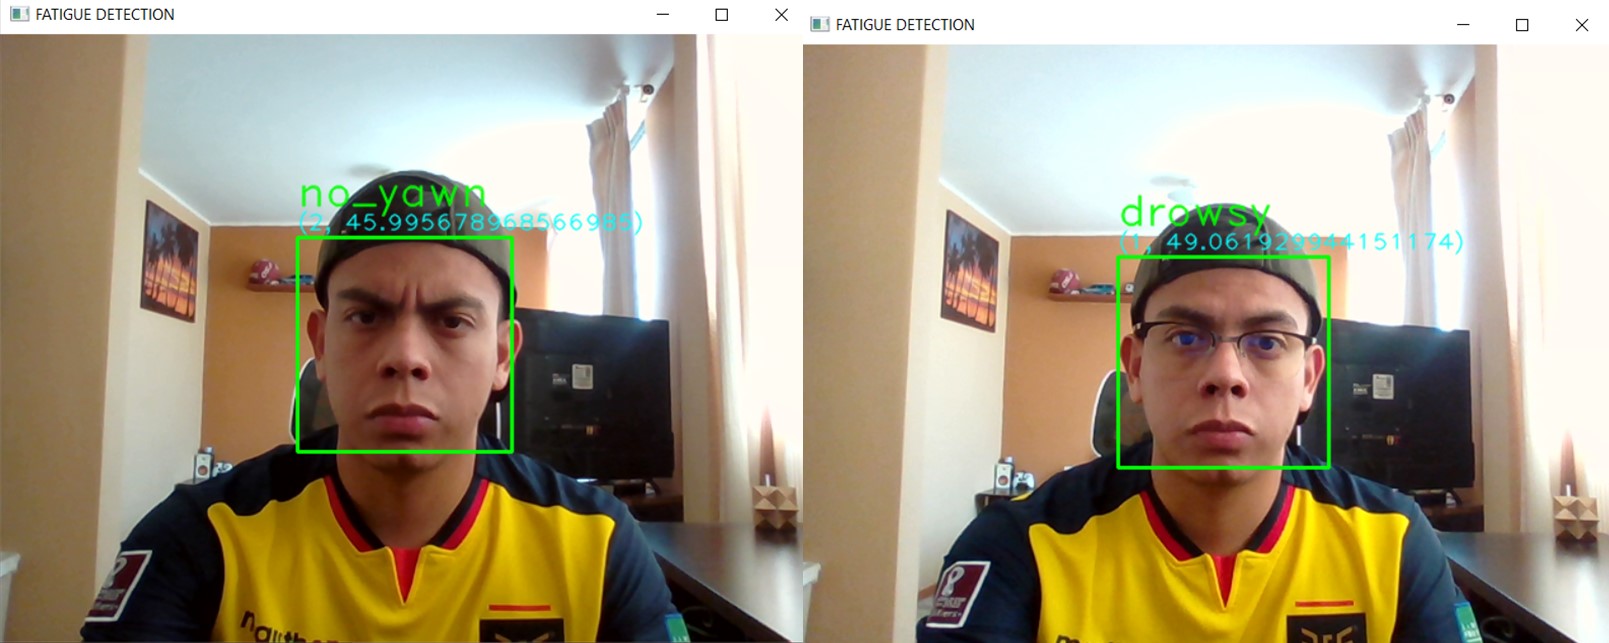 FATIGUE DETECTION
no_yawn
(2, 45.995678968566985)
FATIGUE DETECTION
drowsy
(1, 49.061929944151174)